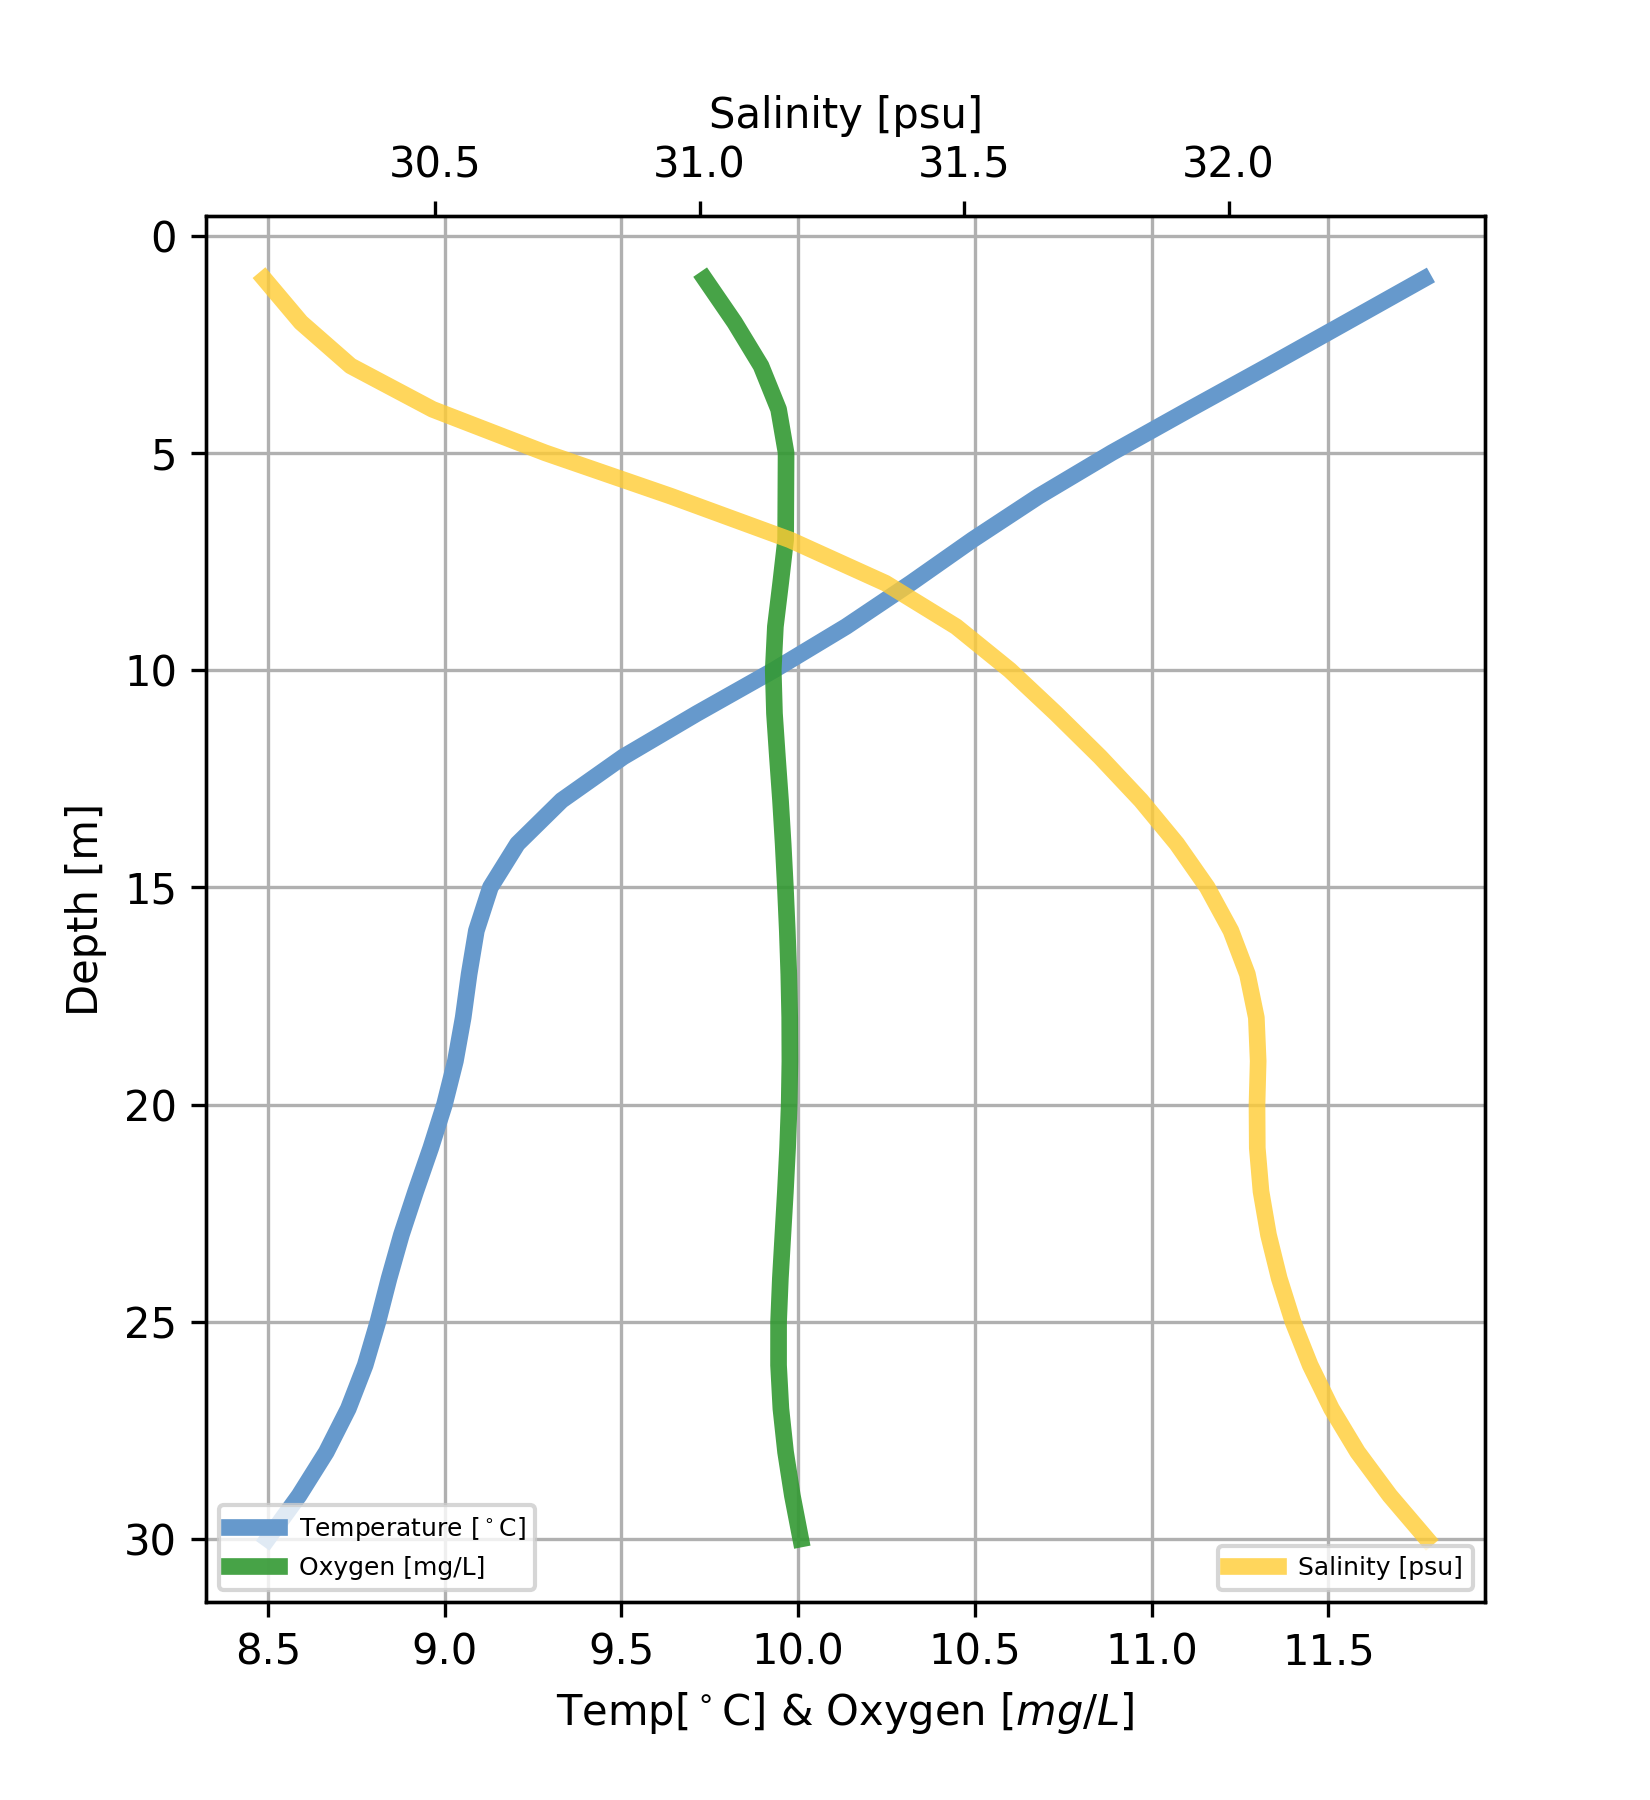 Salinity [psu]
30.5 31.0 31.5 32.0
0
5
10
15
20
25
30
Depth [m]
Temperature [°C]
Oxygen [mg/L]
Salinity [psu]
8.5 9.0 9.5 10.0 10.5 11.0 11.5
Temp[°C] & Oxygen [mg/L]